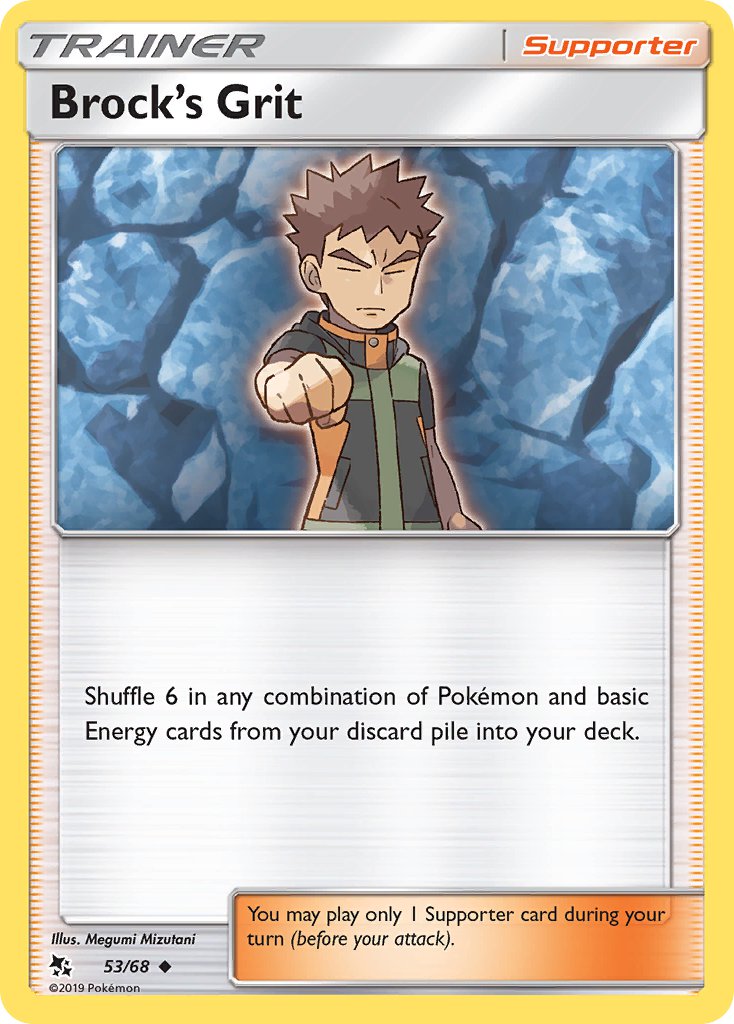 TRAINER
Supporter
Brock's Grit
Shuffle 6 in any combination of Pokémon and basic
Energy cards from your discard pile into your deck.
You may play only 1 Supporter card during your
turn (before your attack).
Illus. Megumi Mizutani
53/68
©2019 Pokémon